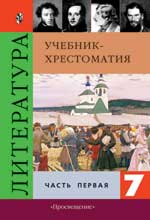 ЛИТЕРАТУРА
УЧЕБНИК-
ХРЕСТОМАТИЯ
ЧАСТЬ ПЕРВАЯ
7
«Просвещение»